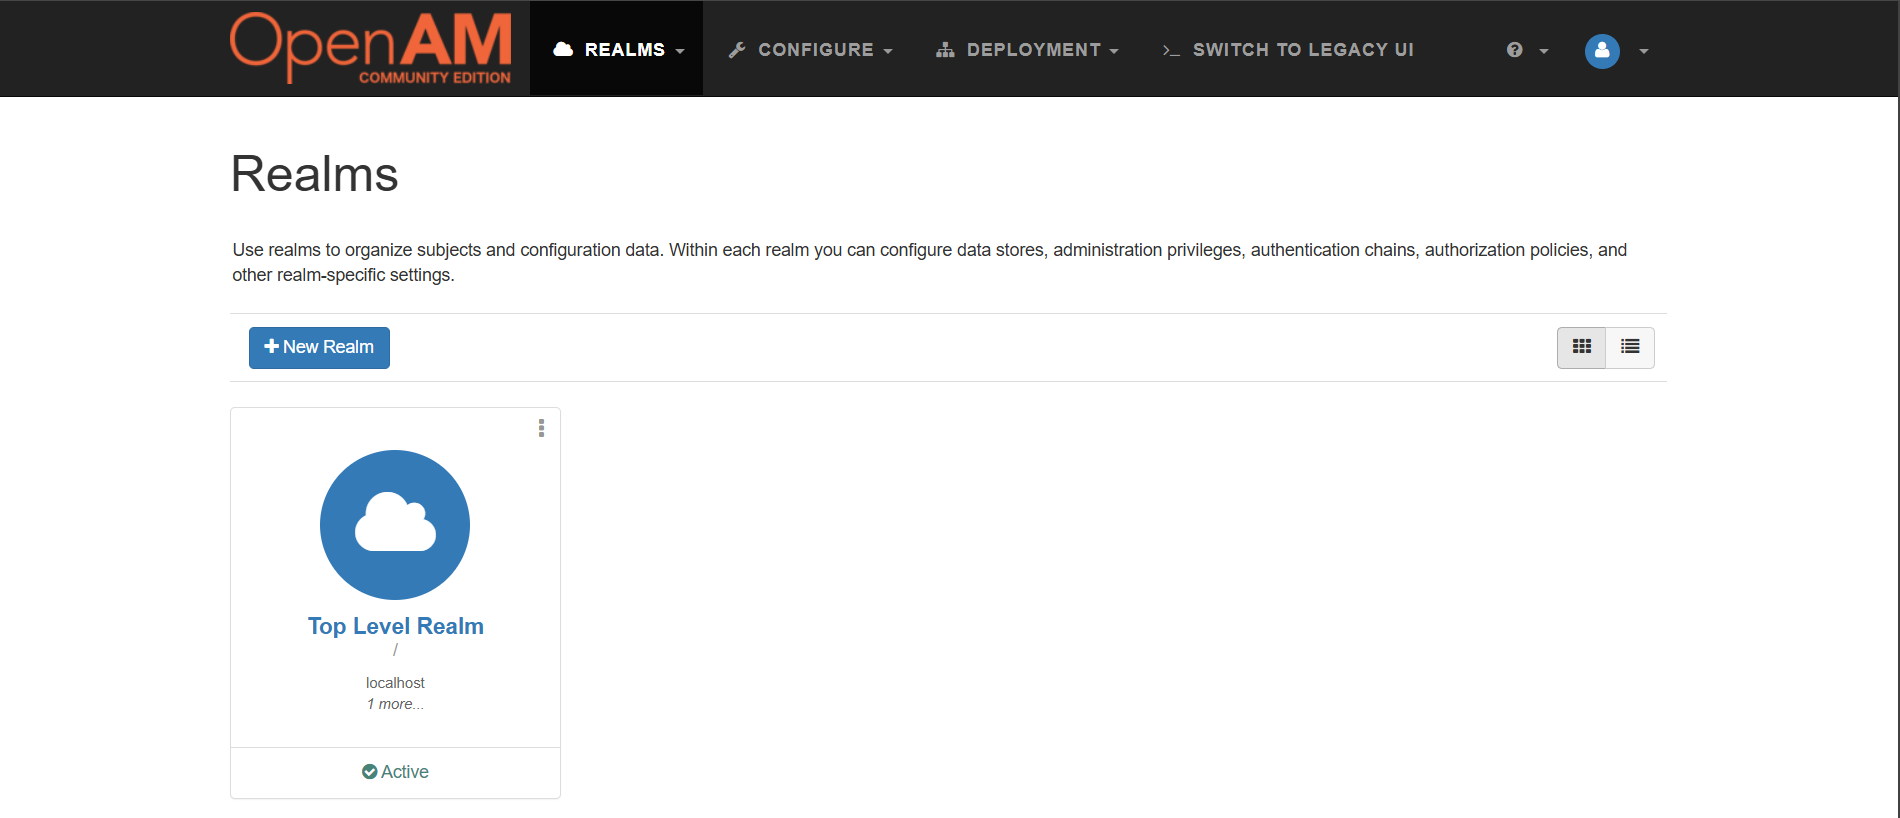 OpenAM
COMMUNITY EDITION
REALMS
CONFIGURE
DEPLOYMENT
SWITCH TO LEGACY UI
Realms
Use realms to organize subjects and configuration data. Within each realm you can configure data stores, administration privileges, authentication chains, authorization policies, and
other realm-specific settings.
New Realm
Top Level Realm
/
localhost
1 more...
Active